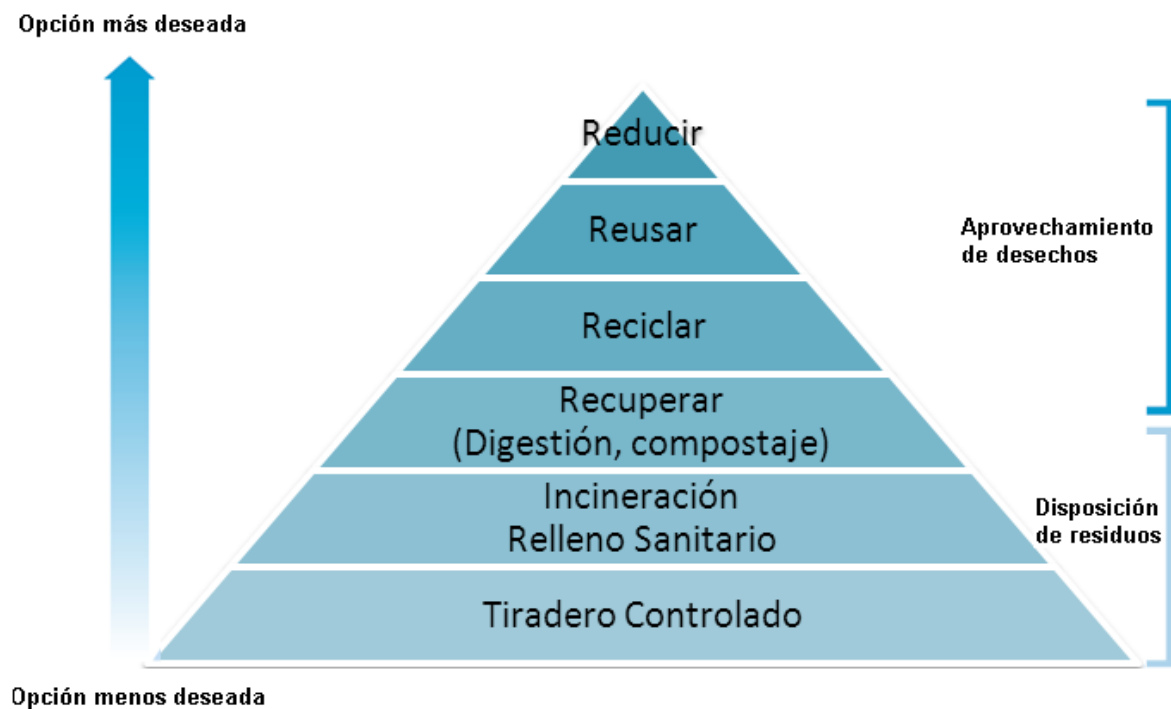 Opción más deseada
Reducir
Reusar
Aprovechamiento
de desechos
Reciclar
Recuperar
(Digestión, compostaje)
Incineración
Relleno Sanitario
Disposición
de residuos
Tiradero Controlado
Opción menos deseada